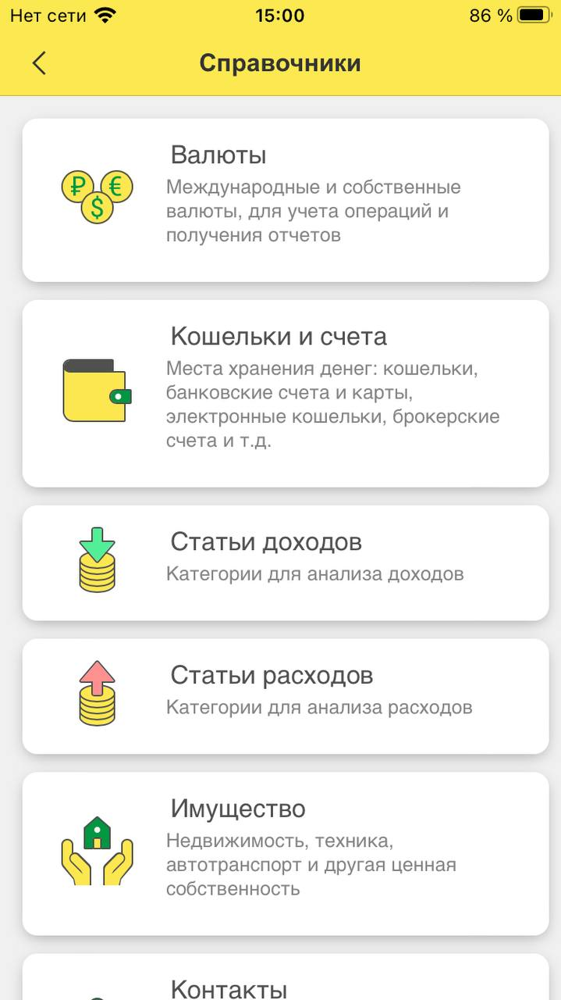 Нет сети 15:00 86 %
Справочники
Валюты
Международные и собственные
валюты, для учета операций и
получения отчетов
₽ € $
Кошельки и счета
Места хранения денег: кошельки,
банковские счета и карты,
электронные кошельки, брокерские
счета и т.д.
Статьи доходов
Категории для анализа доходов
Статьи расходов
Категории для анализа расходов
Имущество
Недвижимость, техника,
автотранспорт и другая ценная
собственность
Контакты